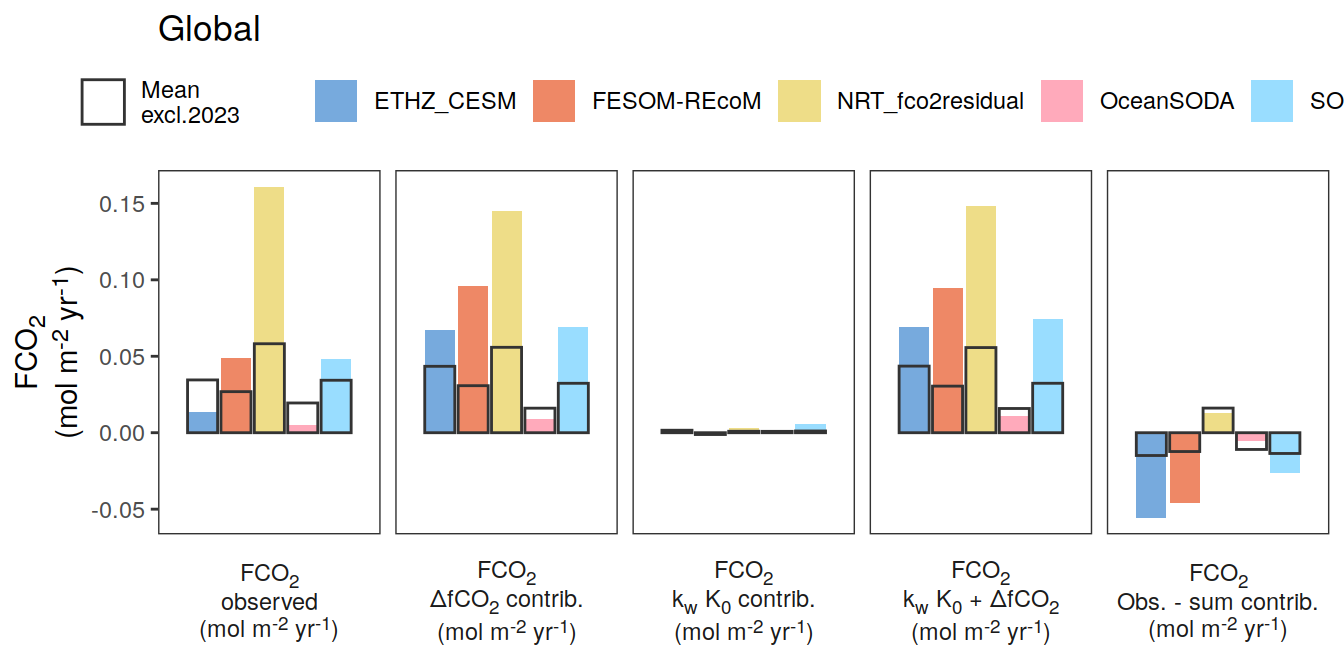 Global
Mean
excl.2023
ETHZ_CESM
FESOM-REcoM
NRT_fco2residual
OceanSODA
SO
FCO₂
(mol m⁻² yr⁻¹)
0.15
0.10
0.05
0.00
-0.05
FCO₂
observed
(mol m⁻² yr⁻¹)
FCO₂
ΔfCO₂ contrib.
(mol m⁻² yr⁻¹)
FCO₂
k_w K₀ contrib.
(mol m⁻² yr⁻¹)
FCO₂
k_w K₀ + ΔfCO₂
(mol m⁻² yr⁻¹)
FCO₂
Obs. - sum contrib.
(mol m⁻² yr⁻¹)